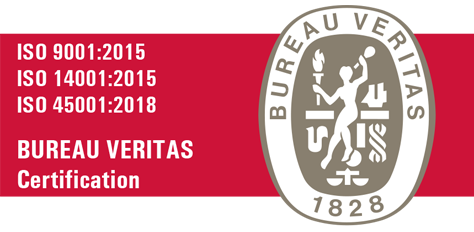 ISO 9001:2015
ISO 14001:2015
ISO 45001:2018
BUREAU VERITAS
Certification
BUREAU VERITAS
1828